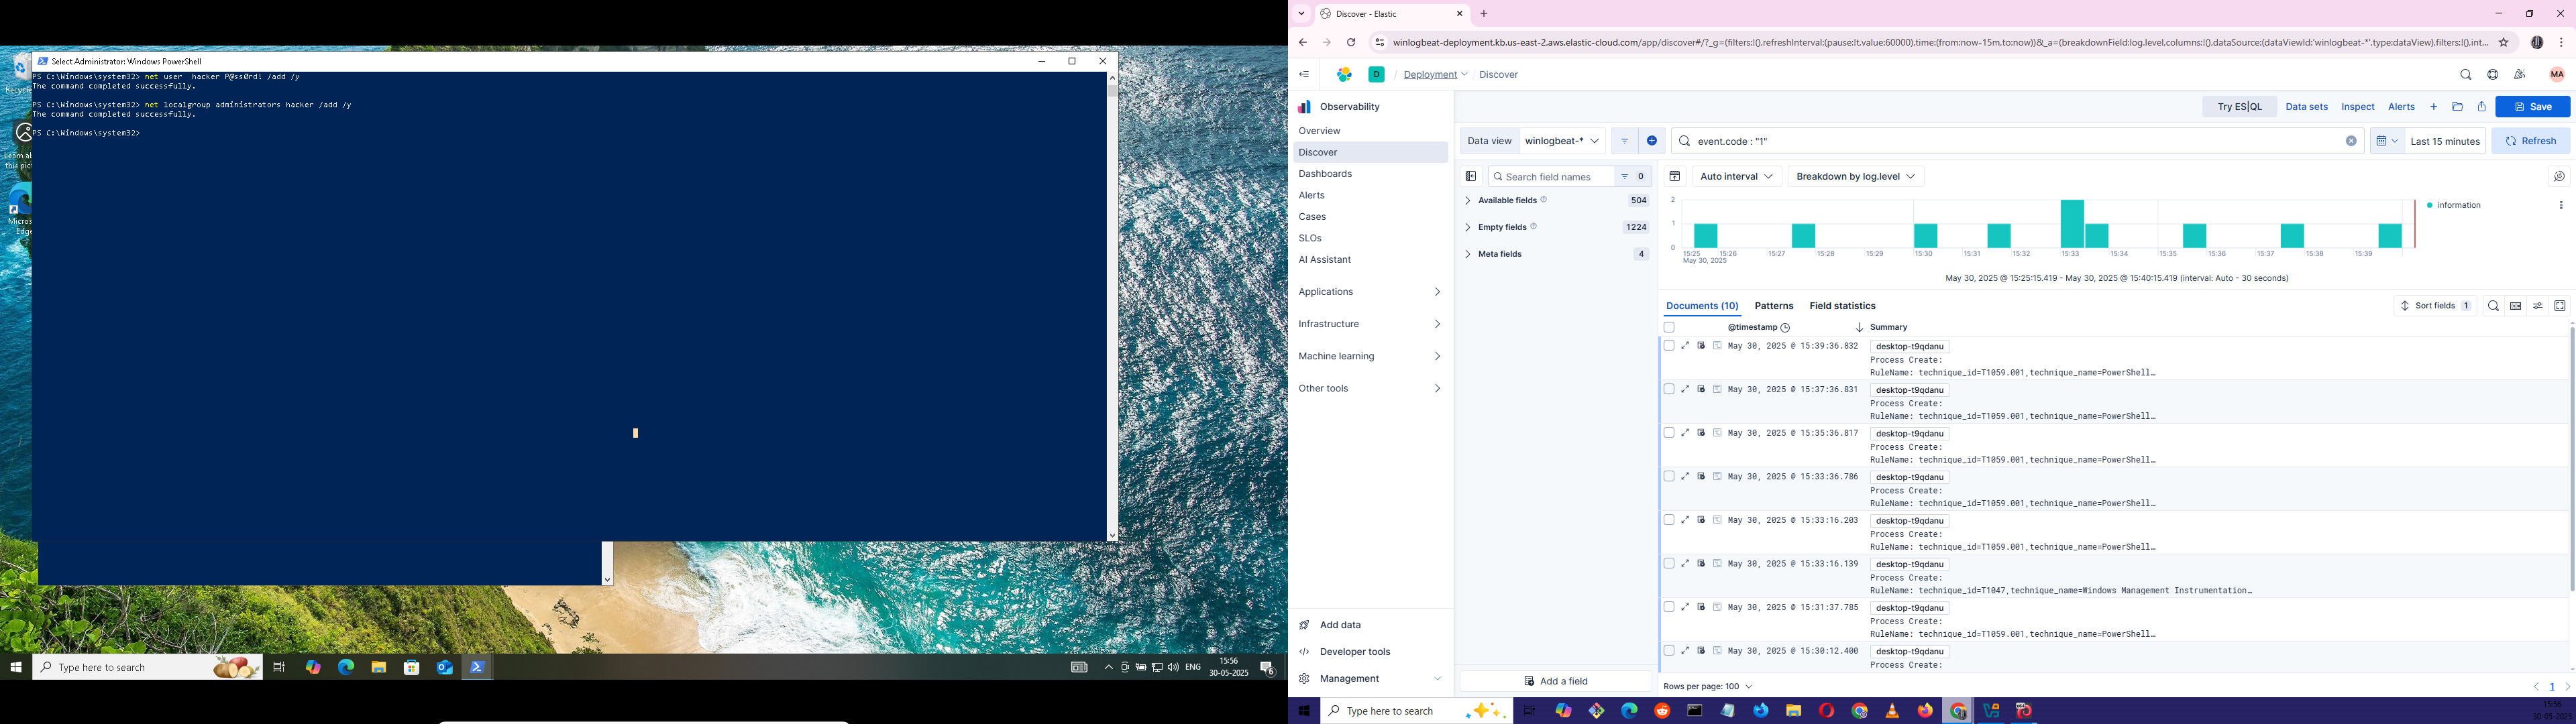 Select Administrator: Windows PowerShell
PS C:\Windows\system32> net user  hacker P@ss0rd! /add /y
The command completed successfully.
PS C:\Windows\system32> net localgroup administrators hacker /add /y
The command completed successfully.
PS C:\Windows\system32>
Type here to search
ENG
15:56
30-05-2025
6
Discover - Elastic
winlogbeat-deployment.kb.us-east-2.aws.elastic-cloud.com/app/discover#/?_g=(filters:!(),refreshInterval:(pause:!t,value:60000),time:(from:now-15m,to:now))&_a=(breakdownField:log.level,columns:!(),dataSource:(dataViewId:'winlogbeat-*',type:dataView),filters:!(),int...
D
/
Deployment
/
Discover
MA
Observability
Overview
Discover
Dashboards
Alerts
Cases
SLOs
AI Assistant
Applications
Infrastructure
Machine learning
Other tools
Add data
Developer tools
Management
Try ES|QL
Data sets
Inspect
Alerts
Save
Data view
winlogbeat-*
event.code : "1"
Last 15 minutes
Refresh
Search field names
0
Available fields
504
Empty fields
1224
Meta fields
4
Add a field
Auto interval
Breakdown by log.level
2
1
0
information
15:25 15:26 15:27 15:28 15:29 15:30 15:31 15:32 15:33 15:34 15:35 15:36 15:37 15:38 15:39
May 30, 2025
May 30, 2025 @ 15:25:15.419 - May 30, 2025 @ 15:40:15.419 (interval: Auto - 30 seconds)
Documents (10)
Patterns
Field statistics
Sort fields 1
@timestamp
Summary
May 30, 2025 @ 15:39:36.832
desktop-t9qdanu
Process Create:
RuleName: technique_id=T1059.001,technique_name=PowerShell…
May 30, 2025 @ 15:37:36.831
desktop-t9qdanu
Process Create:
RuleName: technique_id=T1059.001,technique_name=PowerShell…
May 30, 2025 @ 15:35:36.817
desktop-t9qdanu
Process Create:
RuleName: technique_id=T1059.001,technique_name=PowerShell…
May 30, 2025 @ 15:33:36.786
desktop-t9qdanu
Process Create:
RuleName: technique_id=T1059.001,technique_name=PowerShell…
May 30, 2025 @ 15:33:16.203
desktop-t9qdanu
Process Create:
RuleName: technique_id=T1059.001,technique_name=PowerShell…
May 30, 2025 @ 15:33:16.139
desktop-t9qdanu
Process Create:
RuleName: technique_id=T1047,technique_name=Windows Management Instrumentation…
May 30, 2025 @ 15:31:37.785
desktop-t9qdanu
Process Create:
RuleName: technique_id=T1059.001,technique_name=PowerShell…
May 30, 2025 @ 15:30:12.400
desktop-t9qdanu
Process Create:
Rows per page: 100
1
Type here to search
15:56